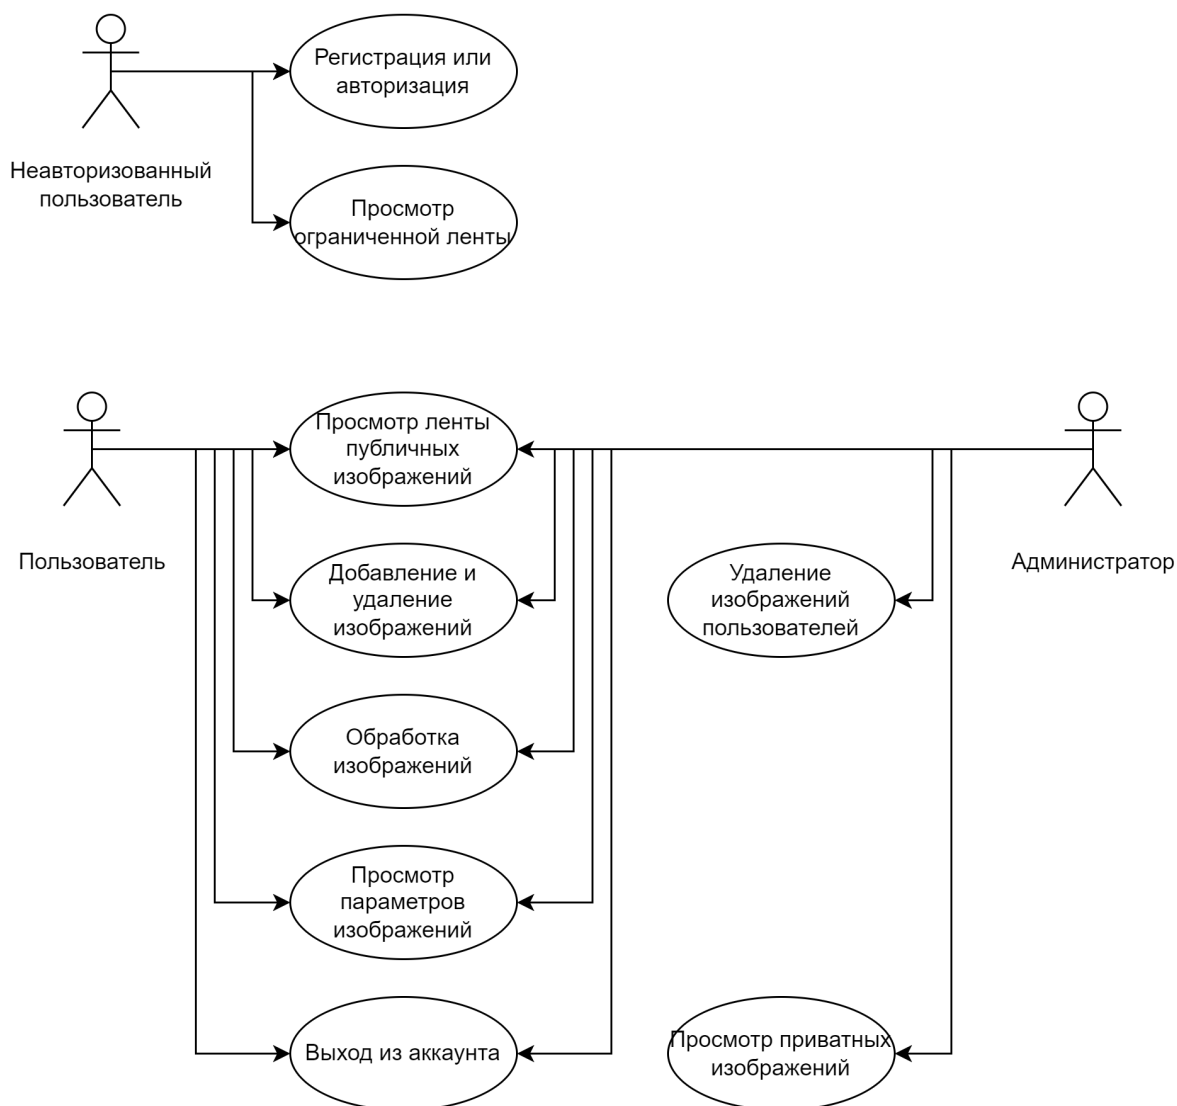 Регистрация или
авторизация
Неавторизованный
пользователь
Просмотр
ограниченной ленты
Просмотр ленты
публичных
изображений
Пользователь
Администратор
Добавление и
удаление
изображений
Удаление
изображений
пользователей
Обработка
изображений
Просмотр
параметров
изображений
Выход из аккаунта
Просмотр приватных
изображений